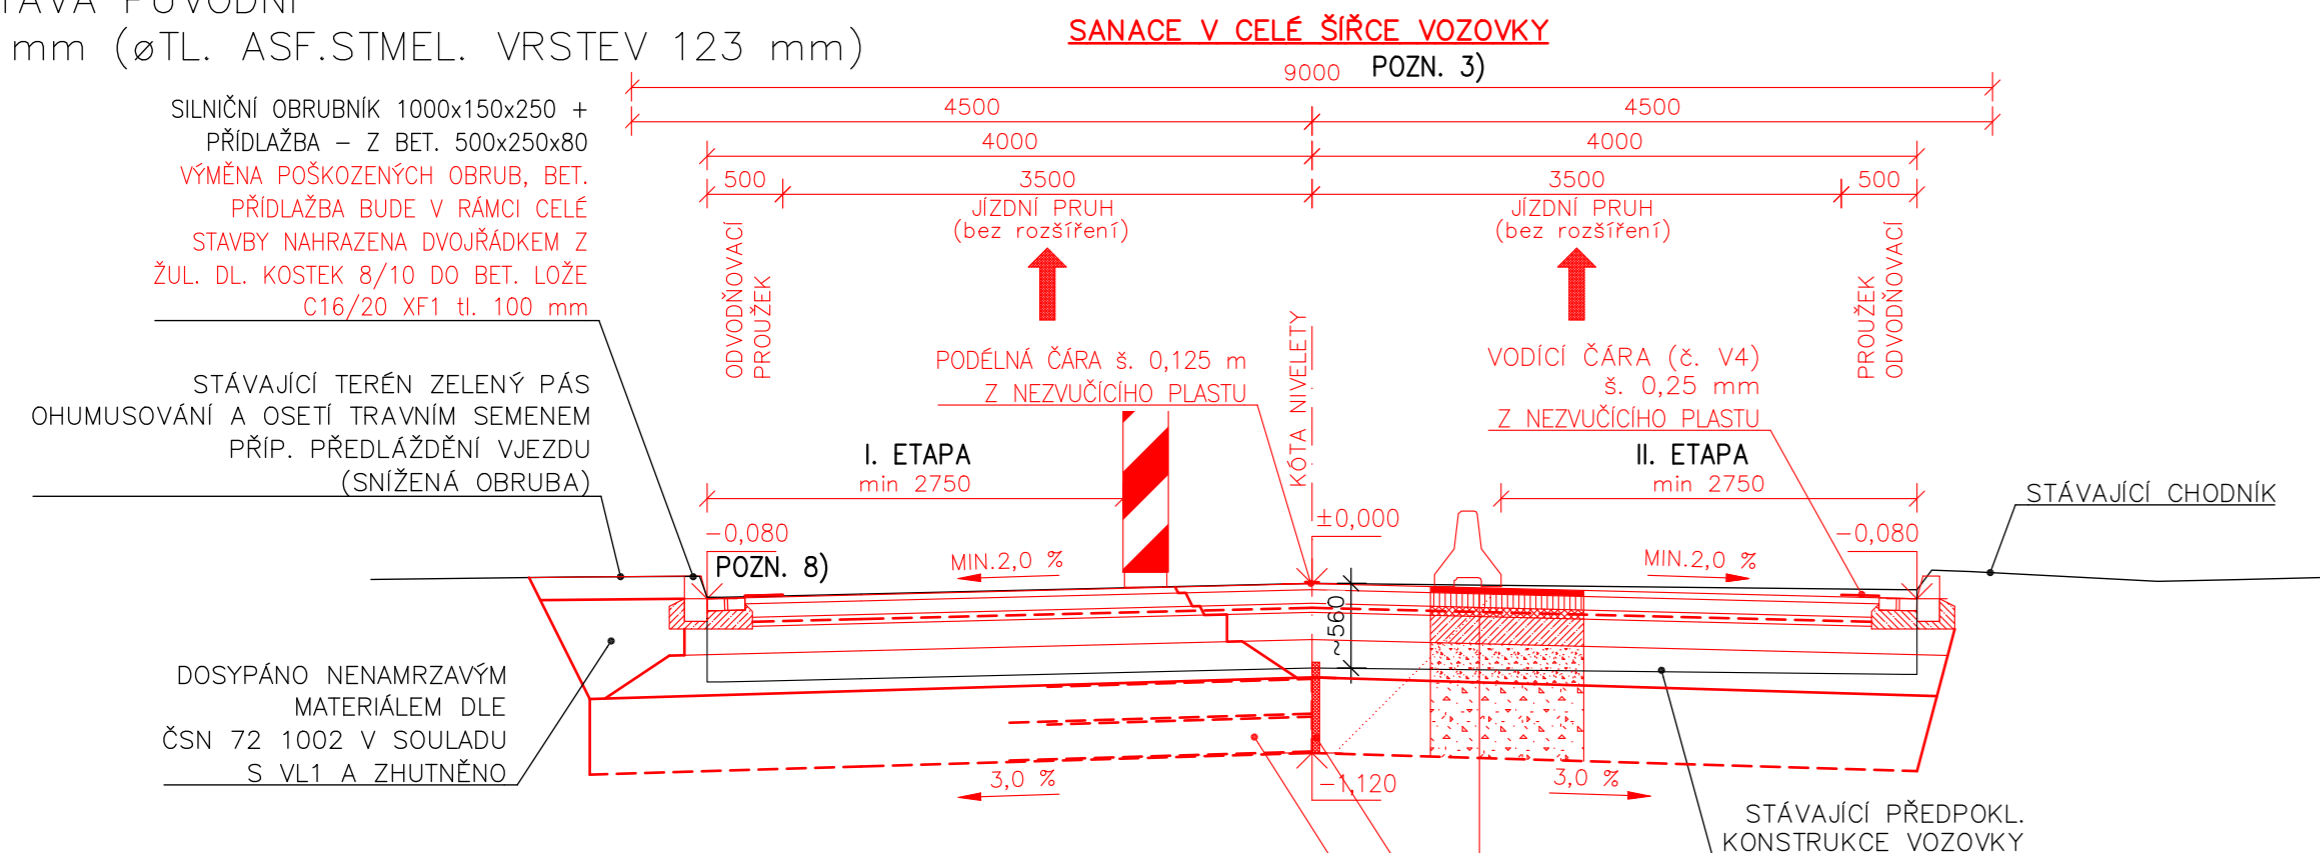 TAVA PŮVODNÍ
mm (øTL. ASF.STMEL. VRSTEV 123 mm)
SANACE V CELÉ ŠÍŘCE VOZOVKY
9000
POZN. 3)
4500
4500
4000
4000
500
3500
3500
500
JÍZDNÍ PRUH
(bez rozšíření)
JÍZDNÍ PRUH
(bez rozšíření)
ODVODŇOVACÍ
PROUŽEK
PROUŽEK
ODVODŇOVACÍ
SILNIČNÍ OBRUBNÍK 1000x150x250 +
PŘÍDLAŽBA – Z BET. 500x250x80
VÝMĚNA POŠKOZENÝCH OBRUB, BET.
PŘÍDLAŽBA BUDE V RÁMCI CELÉ
STAVBY NAHRAZENA DVOJŘÁDKEM Z
ŽUL. DL. KOSTEK 8/10 DO BET. LOŽE
C16/20 XF1 tl. 100 mm
STÁVAJÍCÍ TERÉN ZELENÝ PÁS
OHUMUSOVÁNÍ A OSETÍ TRAVNÍM SEMENEM
PŘÍP. PŘEDLÁŽDĚNÍ VJEZDU
(SNÍŽENÁ OBRUBA)
PODÉLNÁ ČÁRA š. 0,125 m
Z NEZVUČÍCÍHO PLASTU
KÓTA NIVELETY
VODÍCÍ ČÁRA (č. V4)
š. 0,25 mm
Z NEZVUČÍCÍHO PLASTU
I. ETAPA
min 2750
II. ETAPA
min 2750
STÁVAJÍCÍ CHODNÍK
-0,080
±0,000
-0,080
POZN. 8)
MIN.2,0 %
MIN.2,0 %
~560
DOSYPÁNO NENAMRZAVÝM
MATERIÁLEM DLE
ČSN 72 1002 V SOULADU
S VL1 A ZHUTNĚNO
3,0 %
-1,120
3,0 %
STÁVAJÍCÍ PŘEDPOKL.
KONSTRUKCE VOZOVKY